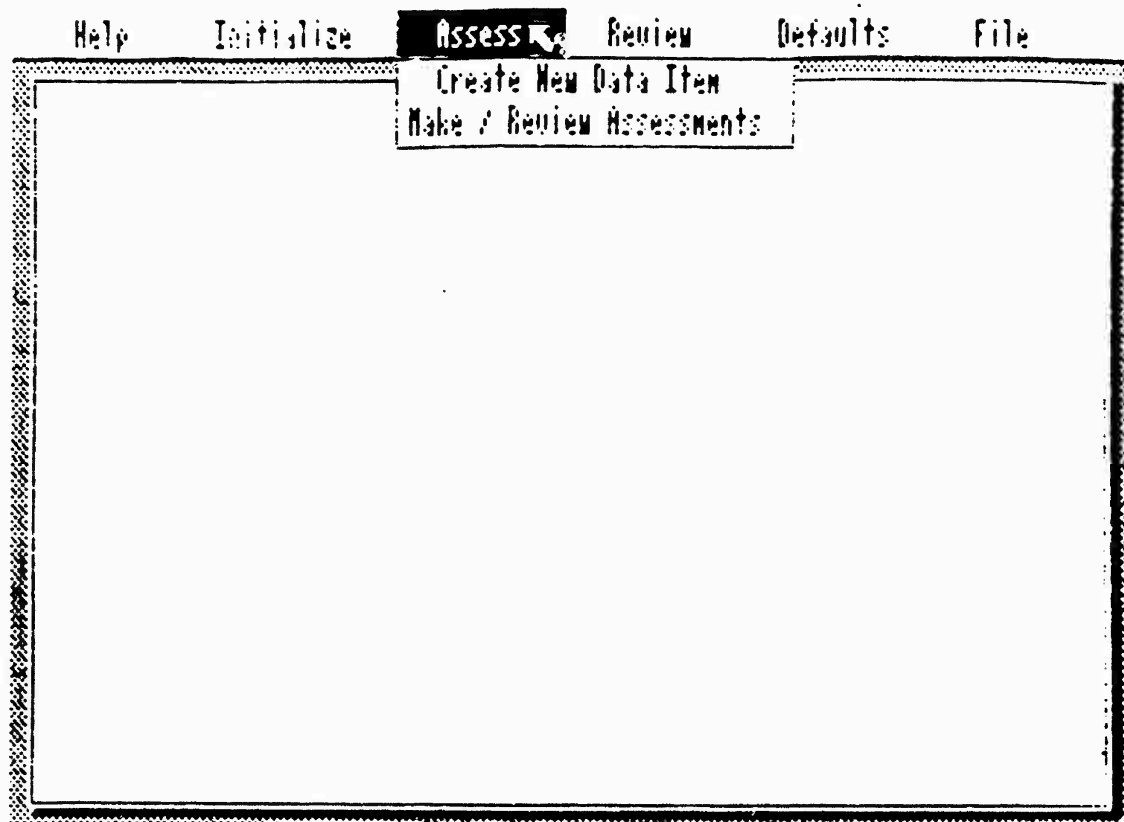 Help Initialize Assess Review Defaults File
Create New Data Item
Make / Review Assessments